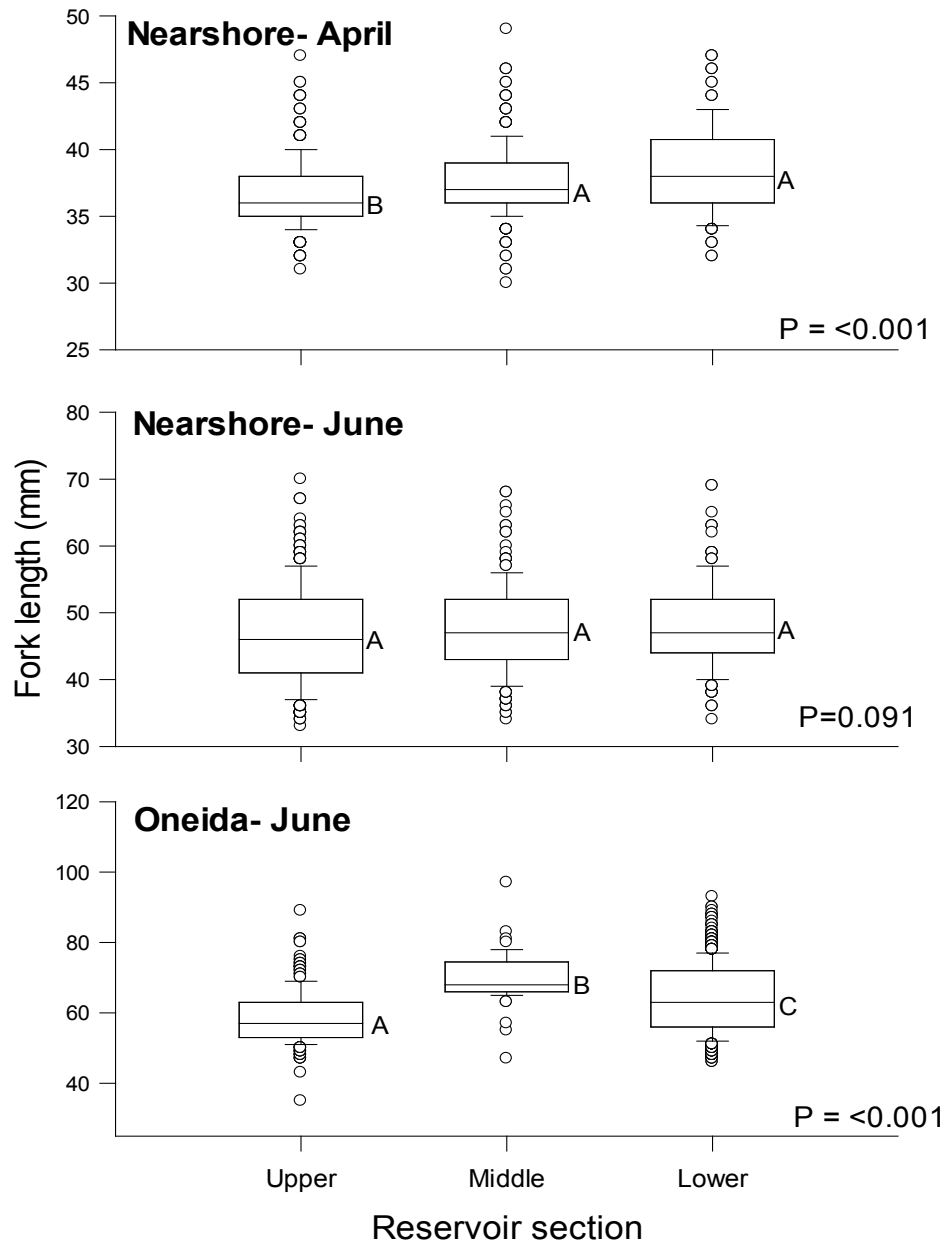 50
Nearshore- April
45
40
35
B
A
A
30
25
P = <0.001
80
Nearshore- June
70
60
50
A
A
A
40
30
P=0.091
Fork length (mm)
120
Oneida- June
100
80
60
A
B
C
40
P = <0.001
Upper
Middle
Lower
Reservoir section